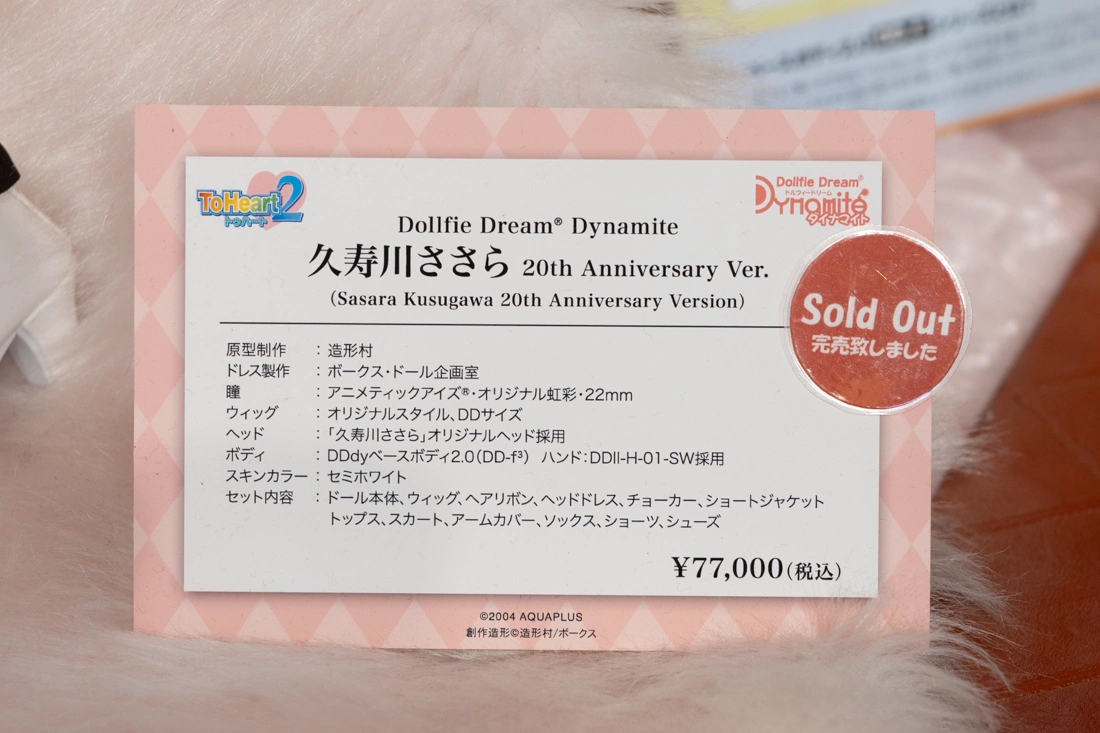 ToHeart2
トゥハート
Dollfie Dream®
ドルフィードリーム
Dynamite
ダイナマイト
Dollfie Dream® Dynamite
久寿川ささら 20th Anniversary Ver.
(Sasara Kusugawa 20th Anniversary Version)
Sold Out
完売致しました
原型制作 : 造形村
ドレス製作 : ボークス・ドール企画室
瞳 : アニメティックアイズ®・オリジナル虹彩・22mm
ウィッグ : オリジナルスタイル、DDサイズ
ヘッド : 「久寿川ささら」オリジナルヘッド採用
ボディ : DDdyベースボディ2.0(DD-f³) ハンド:DDII-H-01-SW採用
スキンカラー : セミホワイト
セット内容 : ドール本体、ウィッグ、ヘアリボン、ヘッドドレス、チョーカー、ショートジャケット
トップス、スカート、アームカバー、ソックス、ショーツ、シューズ
¥77,000(税込)
©2004 AQUAPLUS
創作造形©造形村/ボークス